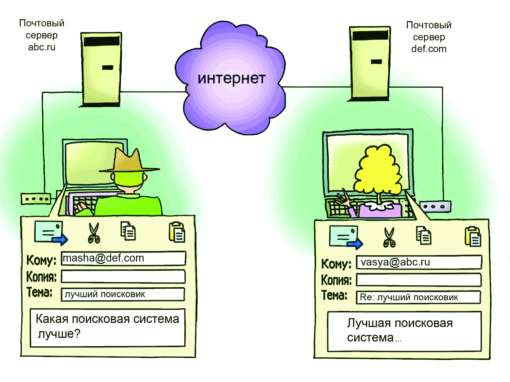 Почтовый
сервер
abc.ru
Почтовый
сервер
def.com
интернет
Кому: masha@def.com
Копия:
Тема: лучший поисковик
Какая поисковая система
лучше?
Кому: vasya@abc.ru
Копия:
Тема: Re: лучший поисковик
Лучшая поисковая
система...